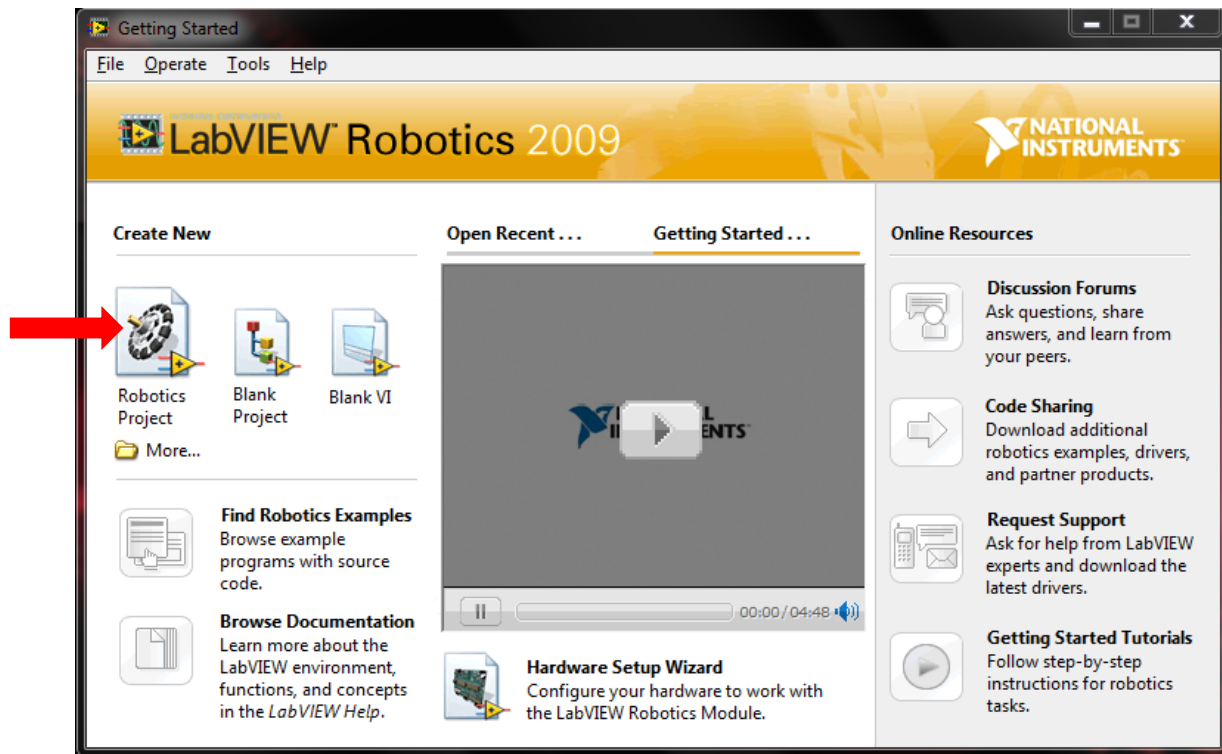 Getting Started
File Operate Tools Help
LabVIEW™ Robotics 2009
NATIONAL
INSTRUMENTS™
Create New
Robotics
Project
Blank
Project
Blank VI
More...
Find Robotics Examples
Browse example
programs with source
code.
Browse Documentation
Learn more about the
LabVIEW environment,
functions, and concepts
in the LabVIEW Help.
Open Recent . . .
Getting Started . . .
00:00/04:48
Hardware Setup Wizard
Configure your hardware to work with
the LabVIEW Robotics Module.
Online Resources
Discussion Forums
Ask questions, share
answers, and learn from
your peers.
Code Sharing
Download additional
robotics examples, drivers,
and partner products.
Request Support
Ask for help from LabVIEW
experts and download the
latest drivers.
Getting Started Tutorials
Follow step-by-step
instructions for robotics
tasks.